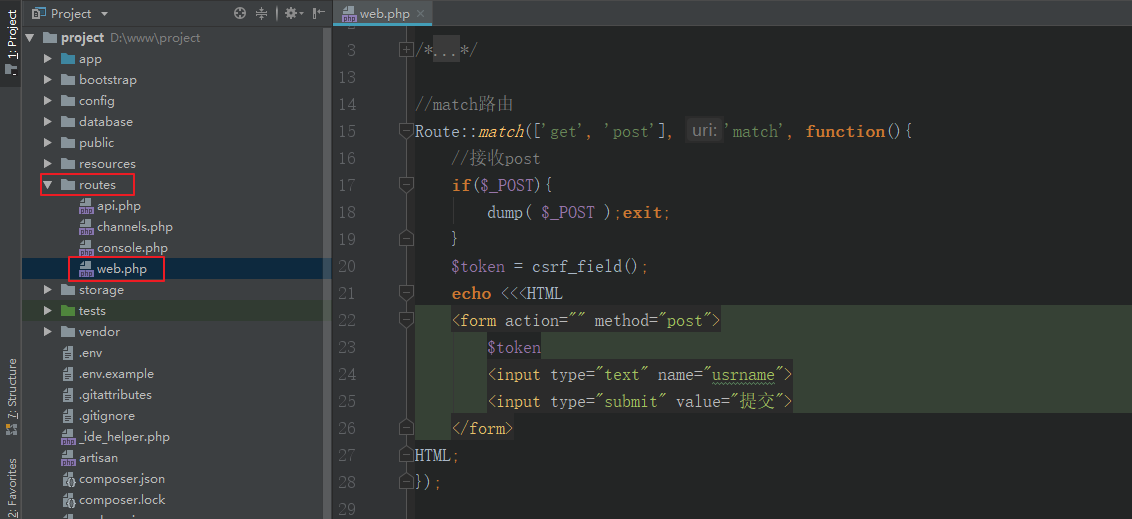 1: Project
7: Structure
2: Favorites
Project
project D:\www\project
app
bootstrap
config
database
public
resources
routes
api.php
channels.php
console.php
web.php
storage
tests
vendor
.env
.env.example
.gitattributes
.gitignore
_ide_helper.php
artisan
composer.json
composer.lock
web.php
3 /*...*/
13
14 //match路由
15 Route::match(['get', 'post'], uri: 'match', function(){
16 //接收post
17 if($_POST){
18 dump( $_POST );exit;
19 }
20 $token = csrf_field();
21 echo <<<HTML
22 <form action="" method="post">
23 $token
24 <input type="text" name="usrname">
25 <input type="submit" value="提交">
26 </form>
27 HTML;
28 });
29